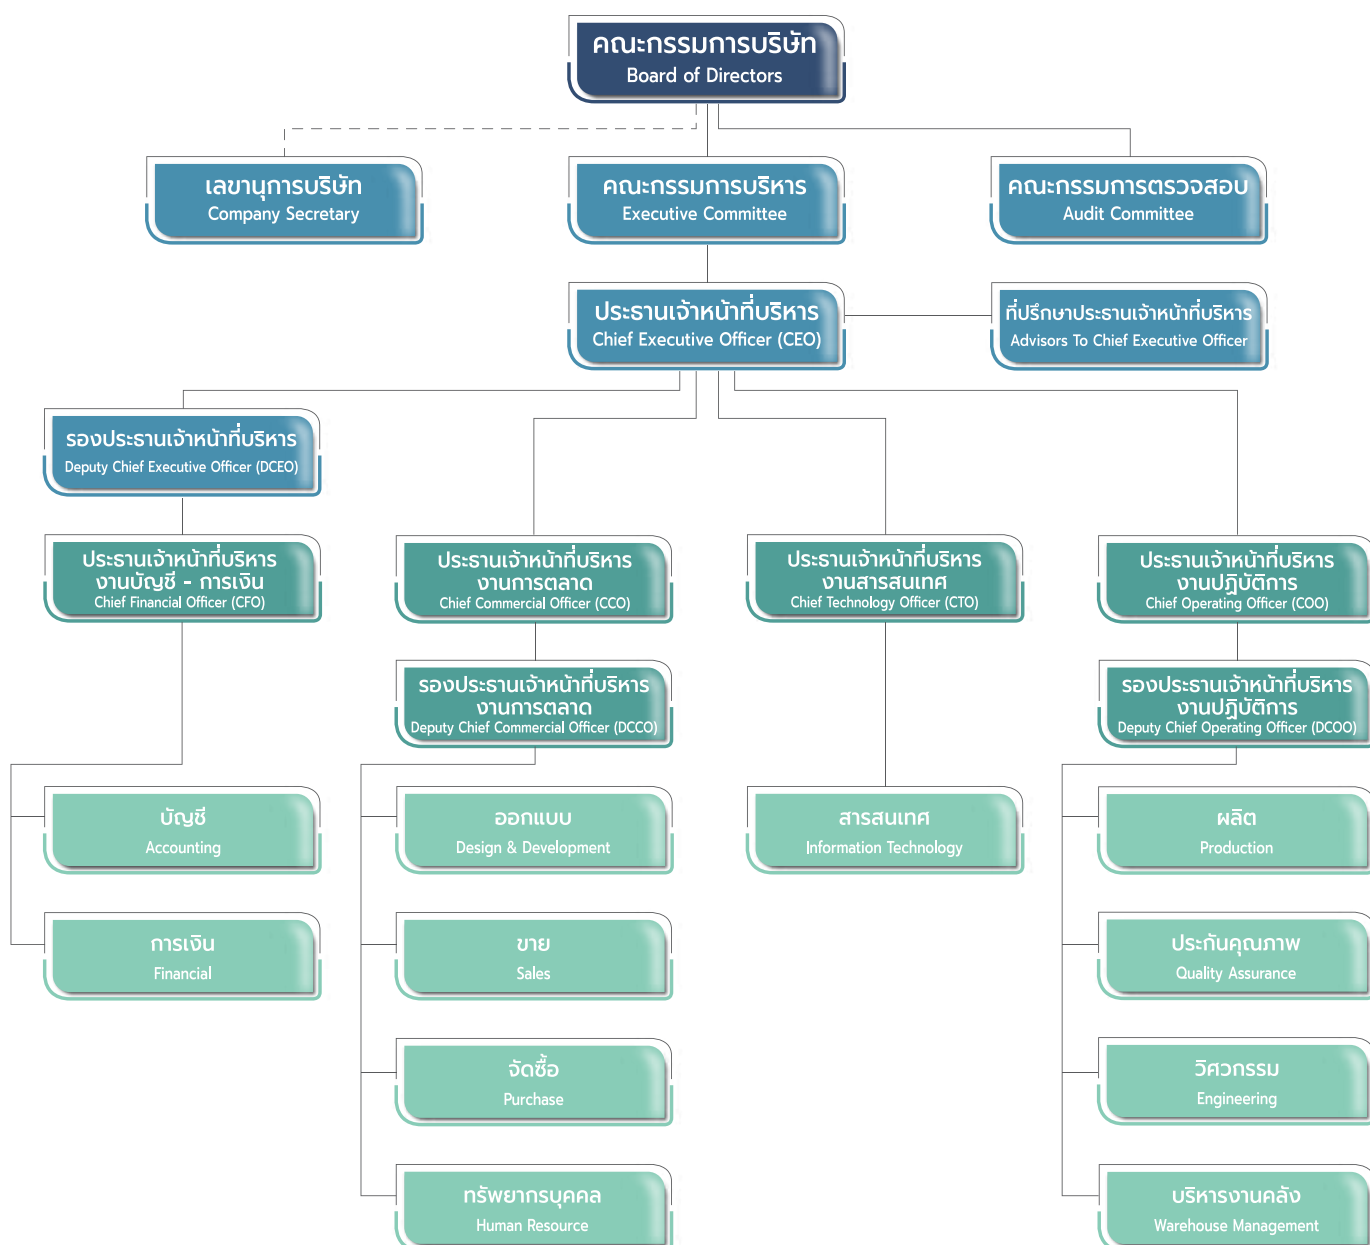 คณะกรรมการบริษัท
Board of Directors
เลขานุการบริษัท
Company Secretary
คณะกรรมการบริหาร
Executive Committee
คณะกรรมการตรวจสอบ
Audit Committee
ประธานเจ้าหน้าที่บริหาร
Chief Executive Officer (CEO)
ที่ปรึกษาประธานเจ้าหน้าที่บริหาร
Advisors To Chief Executive Officer
รองประธานเจ้าหน้าที่บริหาร
Deputy Chief Executive Officer (DCEO)
ประธานเจ้าหน้าที่บริหาร
งานบัญชี - การเงิน
Chief Financial Officer (CFO)
ประธานเจ้าหน้าที่บริหาร
งานการตลาด
Chief Commercial Officer (CCO)
ประธานเจ้าหน้าที่บริหาร
งานสารสนเทศ
Chief Technology Officer (CTO)
ประธานเจ้าหน้าที่บริหาร
งานปฏิบัติการ
Chief Operating Officer (COO)
รองประธานเจ้าหน้าที่บริหาร
งานการตลาด
Deputy Chief Commercial Officer (DCCO)
รองประธานเจ้าหน้าที่บริหาร
งานปฏิบัติการ
Deputy Chief Operating Officer (DCOO)
บัญชี
Accounting
ออกแบบ
Design & Development
สารสนเทศ
Information Technology
ผลิต
Production
การเงิน
Financial
ขาย
Sales
ประกันคุณภาพ
Quality Assurance
จัดซื้อ
Purchase
วิศวกรรม
Engineering
ทรัพยากรบุคคล
Human Resource
บริหารงานคลัง
Warehouse Management